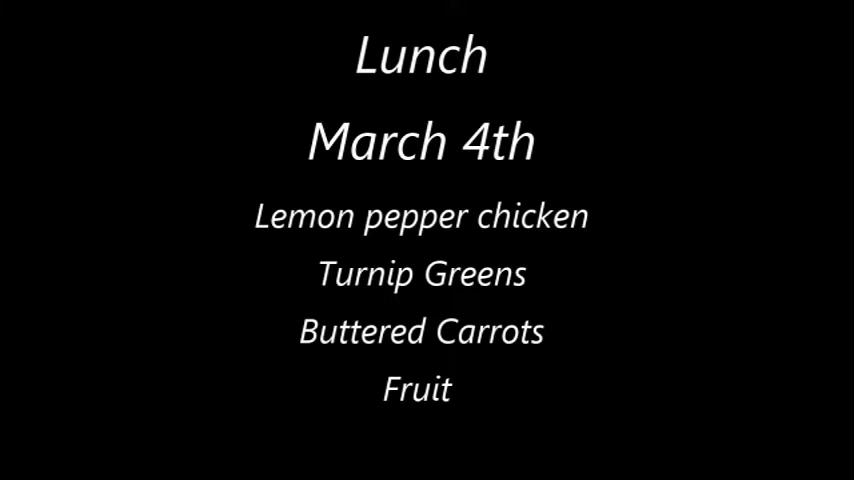 Lunch
March 4th
Lemon pepper chicken
Turnip Greens
Buttered Carrots
Fruit